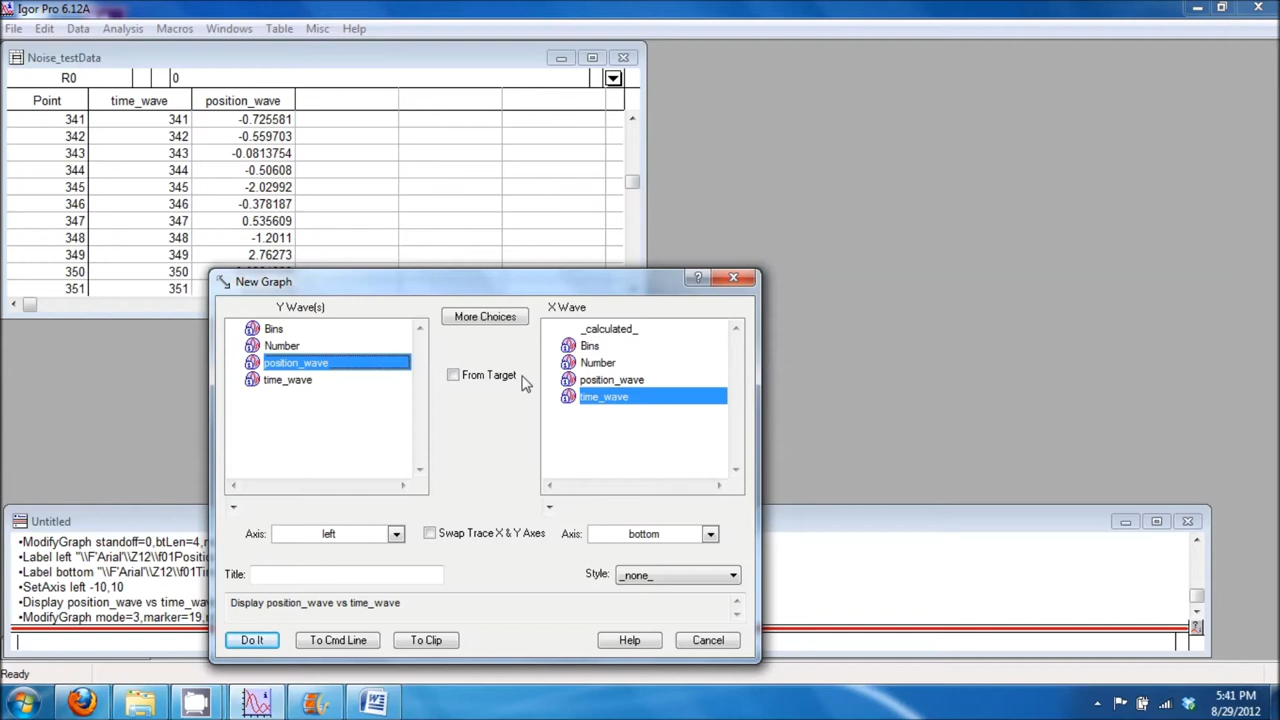 Igor Pro 6.12A
File Edit Data Analysis Macros Windows Table Misc Help
Noise_testData
R0 0
Point time_wave position_wave
341 341 -0.725581
342 342 -0.559703
343 343 -0.0813754
344 344 -0.50608
345 345 -2.02992
346 346 -0.378187
347 347 0.535609
348 348 -1.2011
349 349 2.76273
350 350
351 351
New Graph
Y Wave(s) More Choices X Wave
Bins
Number
position_wave
time_wave
From Target
_calculated_
Bins
Number
position_wave
time_wave
Axis: left Swap Trace X & Y Axes Axis: bottom
Title: Style: _none_
Display position_wave vs time_wave
Do It To Cmd Line To Clip Help Cancel
Untitled
•ModifyGraph standoff=0,btLen=4,
•Label left "\\F'Arial'\\Z12\\f01Positi
•Label bottom "\\F'Arial'\\Z12\\f01Ti
•SetAxis left -10,10
•Display position_wave vs time_wav
•ModifyGraph mode=3,marker=19,
Ready
5:41 PM
8/29/2012